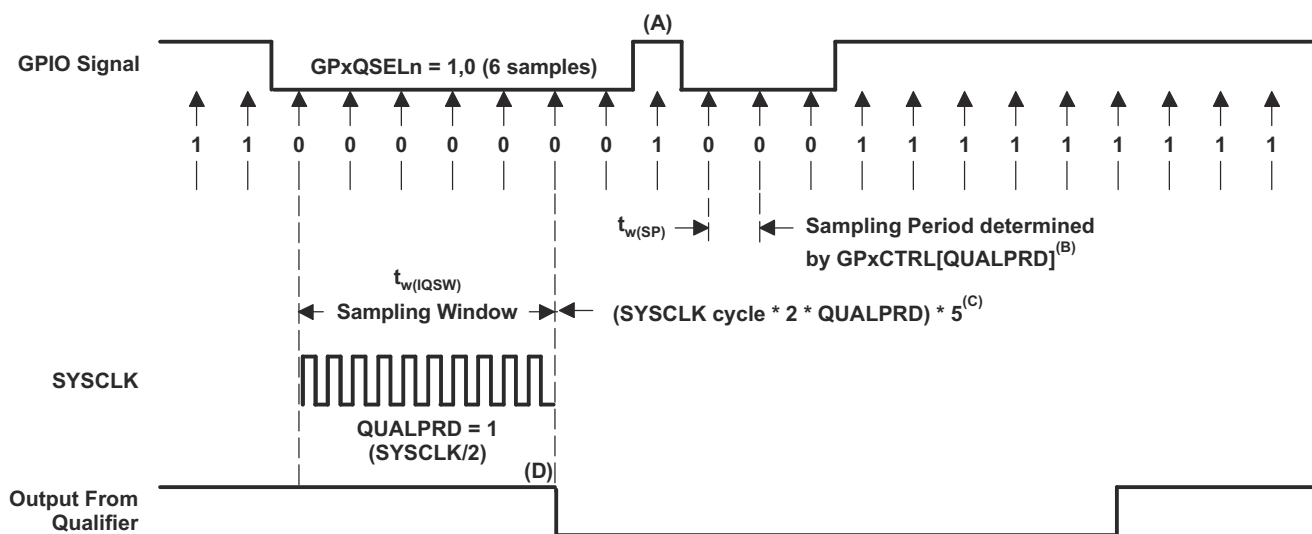 (A)
GPIO Signal
GPxQSELn = 1,0 (6 samples)
1 1 0 0 0 0 0 0 0 1 0 0 0 1 1 1 1 1 1 1 1 1
tw(SP)
Sampling Period determined
by GPxCTRL[QUALPRD](B)
tw(IQSW)
Sampling Window
(SYSCLK cycle * 2 * QUALPRD) * 5(C)
SYSCLK
QUALPRD = 1
(SYSCLK/2)
(D)
Output From
Qualifier